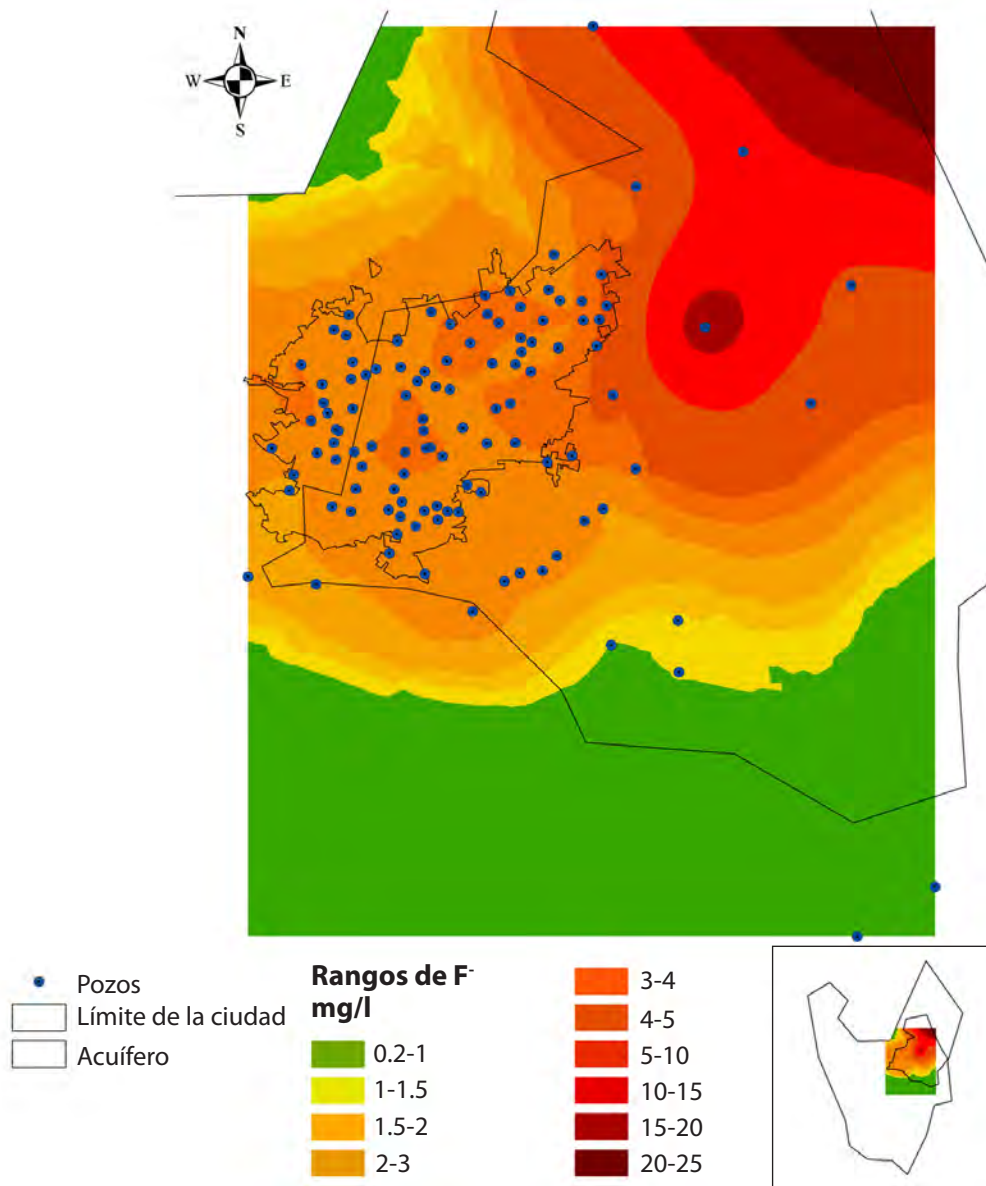 N
W E
S
Pozos
Límite de la ciudad
Acuífero
Rangos de F-
mg/l
0.2-1
1-1.5
1.5-2
2-3
3-4
4-5
5-10
10-15
15-20
20-25